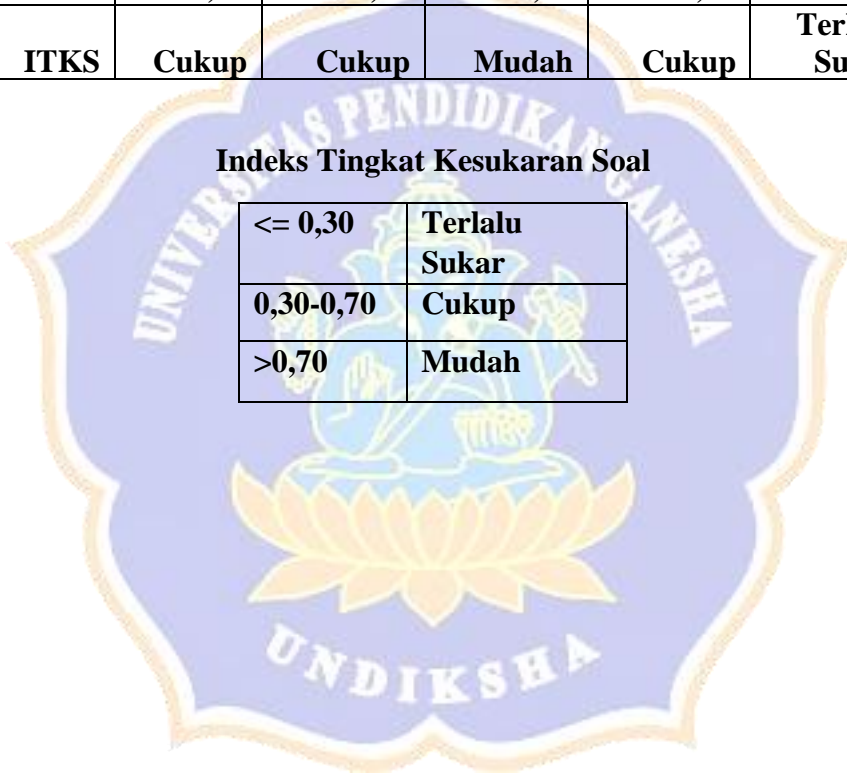 ITKS Cukup Cukup Mudah Cukup
Indeks Tingkat Kesukaran Soal
<= 0,30 Terlalu
Sukar
0,30-0,70 Cukup
>0,70 Mudah
UNIVERSITAS PENDIDIKAN GANESHA
UNDIKSHA